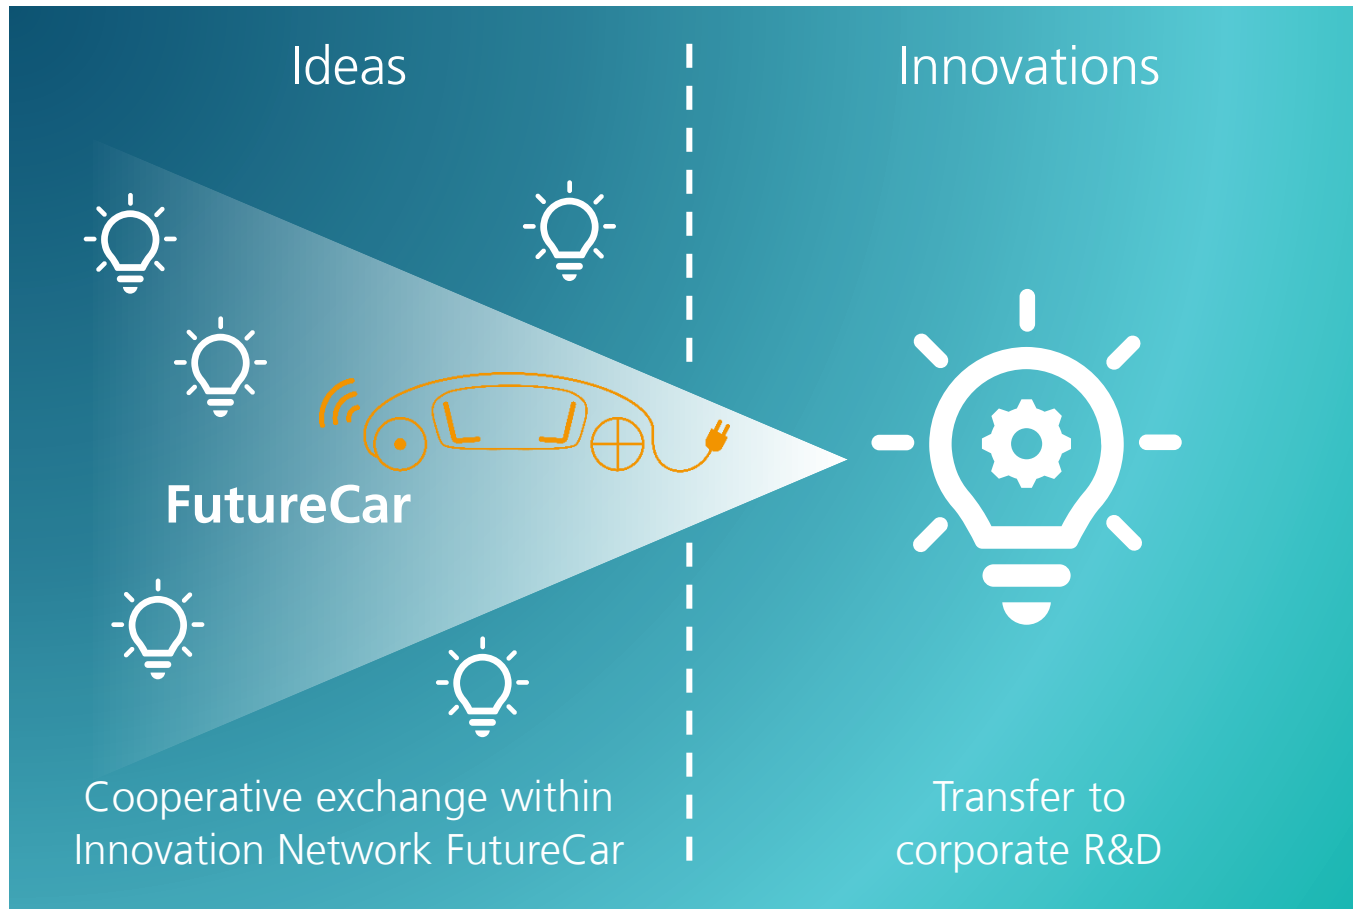 Ideas
Innovations
FutureCar
Cooperative exchange within
Innovation Network FutureCar
Transfer to
corporate R&D